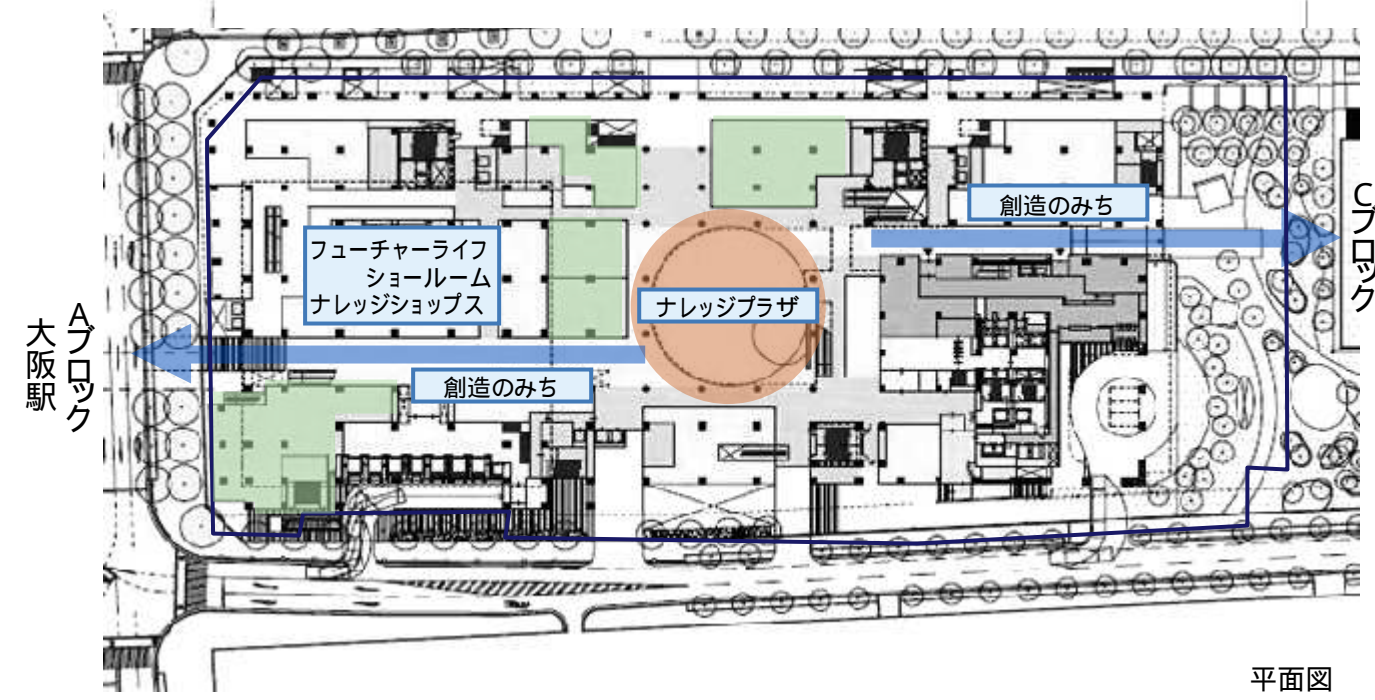 創造のみち
Cブロック
フューチャーライフ
ショールーム
ナレッジショップス
ナレッジプラザ
Aブロック
大阪駅
創造のみち
平面図